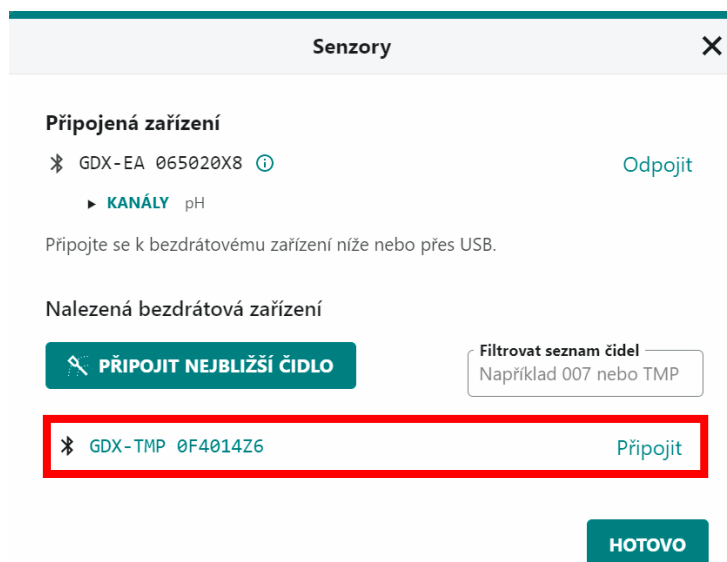 Senzory
Připojená zařízení
GDX-EA 065020X8
Odpojit
KANÁLY pH
Připojte se k bezdrátovému zařízení níže nebo přes USB.
Nalezená bezdrátová zařízení
PŘIPOJIT NEJBLIŽŠÍ ČIDLO
Filtrovat seznam čidel
Například 007 nebo TMP
GDX-TMP 0F4014Z6
Připojit
HOTOVO